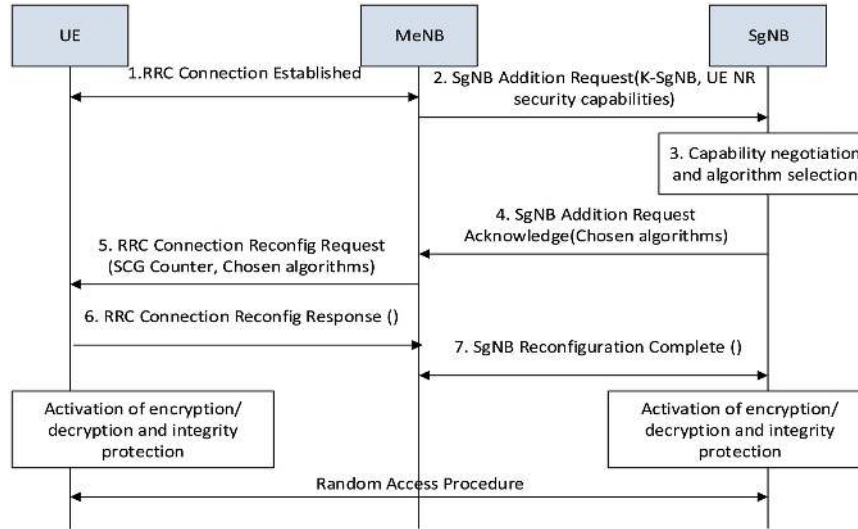 UE
MeNB
SgNB
1.RRC Connection Established
2. SgNB Addition Request(K-SgNB, UE NR
security capabilities)
3. Capability negotiation
and algorithm selection
4. SgNB Addition Request
Acknowledge(Chosen algorithms)
5. RRC Connection Reconfig Request
(SCG Counter, Chosen algorithms)
6. RRC Connection Reconfig Response ()
7. SgNB Reconfiguration Complete ()
Activation of encryption/
decryption and integrity
protection
Activation of encryption/
decryption and integrity
protection
Random Access Procedure